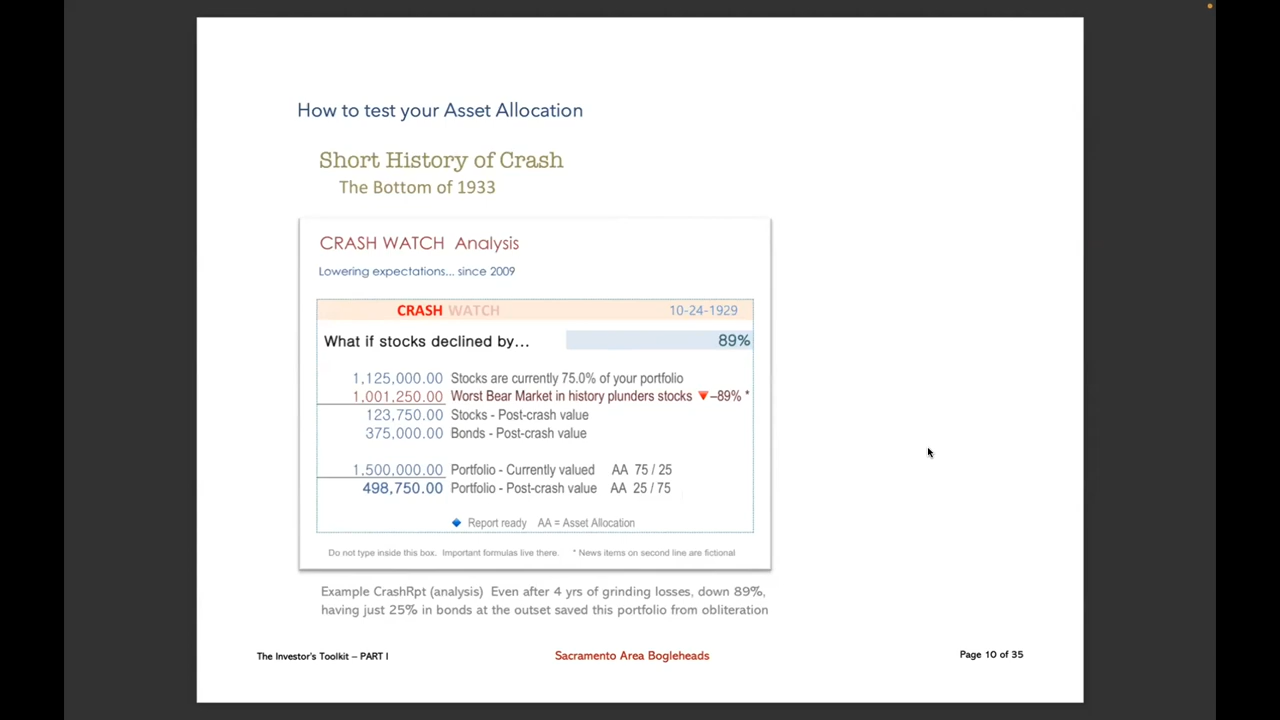 How to test your Asset Allocation
Short History of Crash
The Bottom of 1933
CRASH WATCH Analysis
Lowering expectations... since 2009
CRASH WATCH 10-24-1929
What if stocks declined by... 89%
1,125,000.00 Stocks are currently 75.0% of your portfolio
1,001,250.00 Worst Bear Market in history plunders stocks ▼–89% *
123,750.00 Stocks - Post-crash value
375,000.00 Bonds - Post-crash value
1,500,000.00 Portfolio - Currently valued AA 75 / 25
498,750.00 Portfolio - Post-crash value AA 25 / 75
Report ready AA = Asset Allocation
Do not type inside this box. Important formulas live there. * News items on second line are fictional
Example CrashRpt (analysis) Even after 4 yrs of grinding losses, down 89%,
having just 25% in bonds at the outset saved this portfolio from obliteration
The Investor's Toolkit – PART I Sacramento Area Bogleheads Page 10 of 35